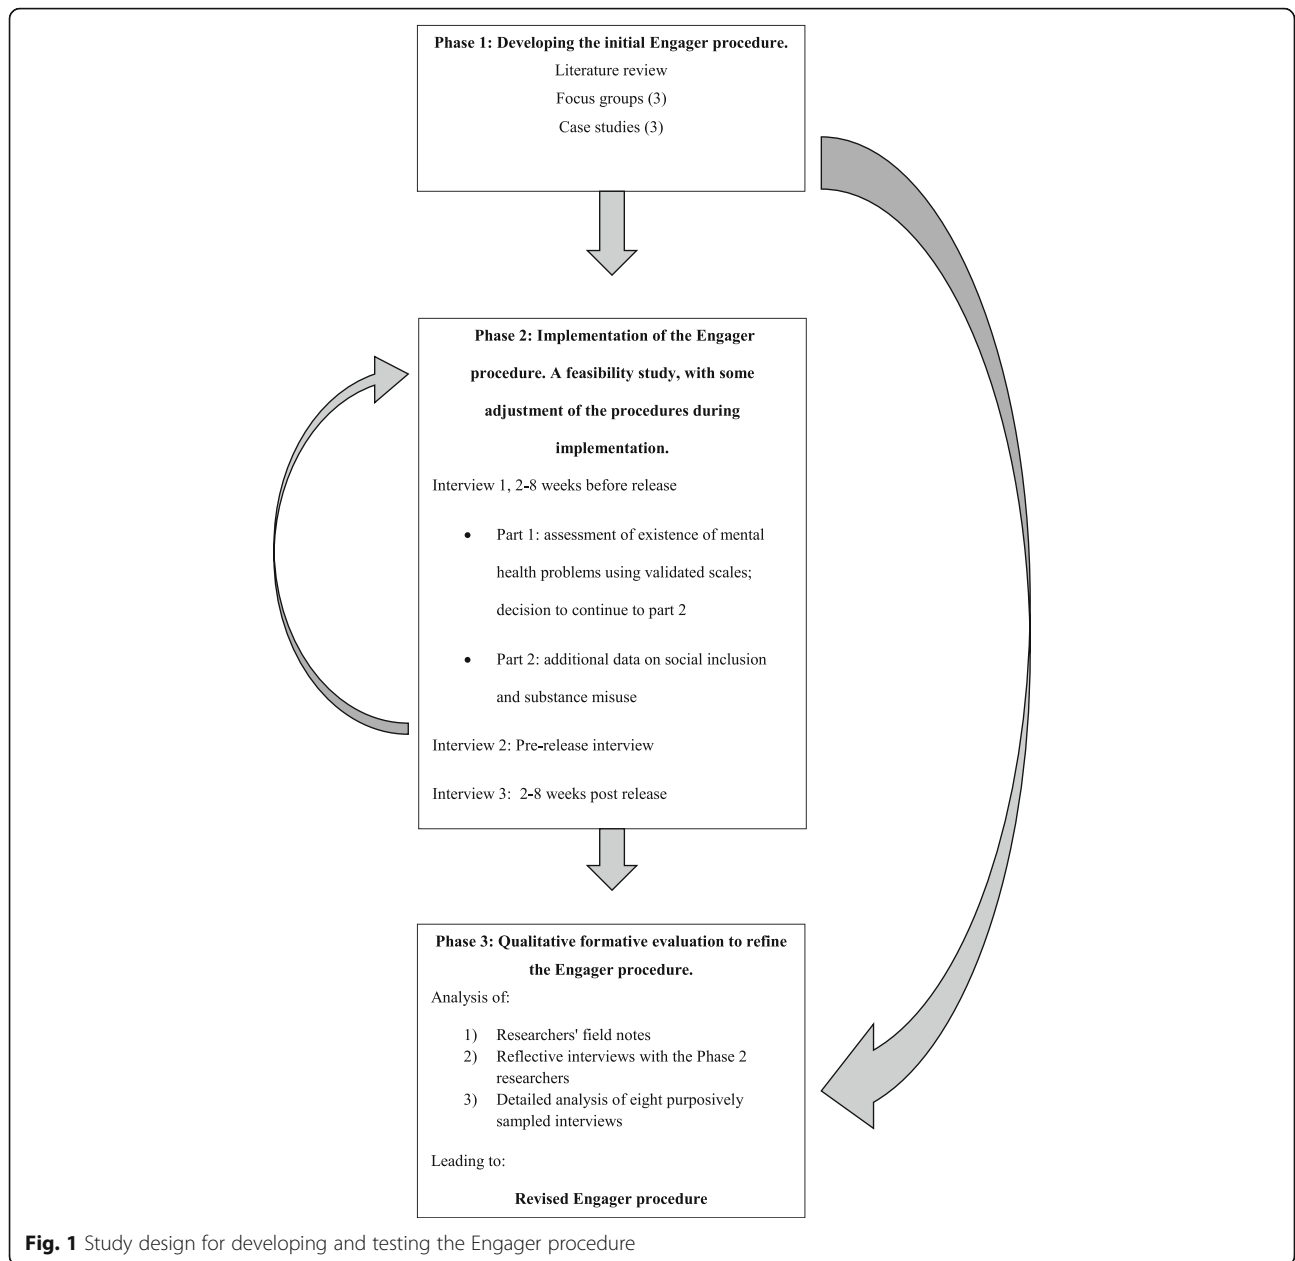 Phase 1: Developing the initial Engager procedure.
Literature review
Focus groups (3)
Case studies (3)
Phase 2: Implementation of the Engager
procedure. A feasibility study, with some
adjustment of the procedures during
implementation.
Interview 1, 2-8 weeks before release
• Part 1: assessment of existence of mental
health problems using validated scales;
decision to continue to part 2
• Part 2: additional data on social inclusion
and substance misuse
Interview 2: Pre-release interview
Interview 3: 2-8 weeks post release
Phase 3: Qualitative formative evaluation to refine
the Engager procedure.
Analysis of:
1) Researchers' field notes
2) Reflective interviews with the Phase 2
researchers
3) Detailed analysis of eight purposively
sampled interviews
Leading to:
Revised Engager procedure
Fig. 1 Study design for developing and testing the Engager procedure